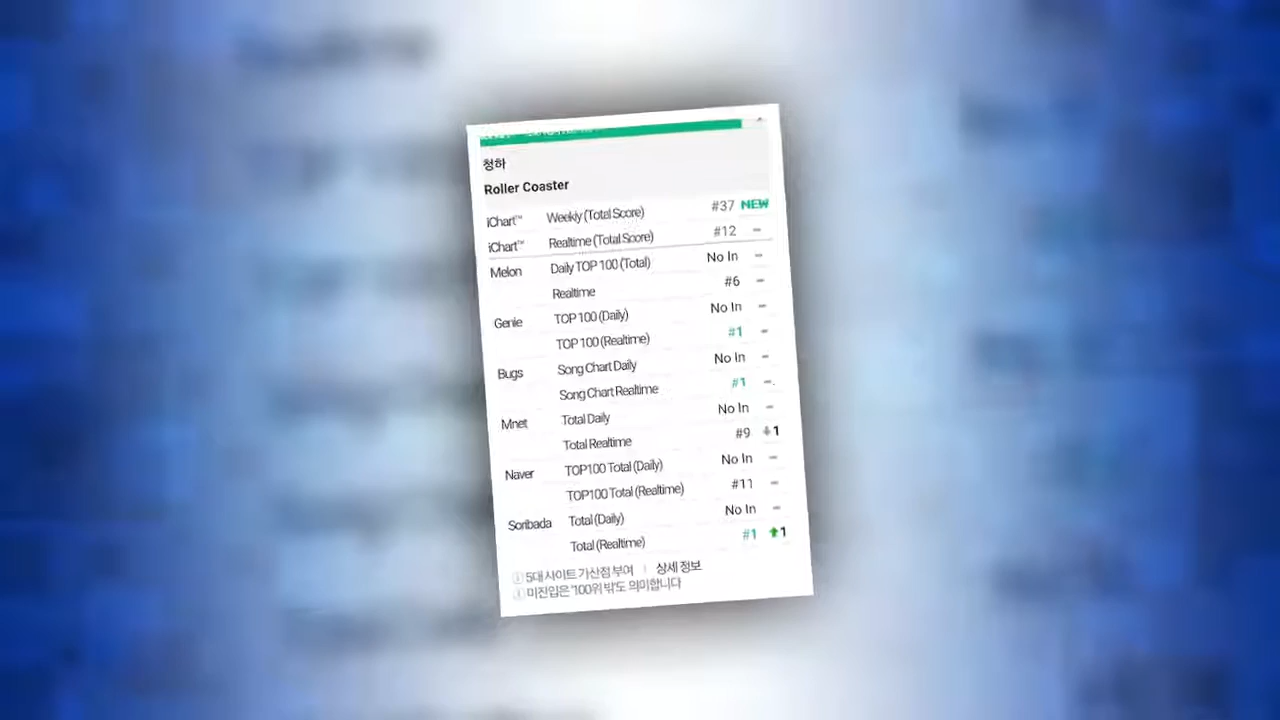 청하
Roller Coaster
iChart™ Weekly (Total Score) #37 NEW
iChart™ Realtime (Total Score) #12 –
Melon Daily TOP 100 (Total) No In –
Realtime #6 –
Genie TOP 100 (Daily) No In –
TOP 100 (Realtime) #1 –
Bugs Song Chart Daily No In –
Song Chart Realtime #1 –
Mnet Total Daily No In –
Total Realtime #9 ↓1
Naver TOP100 Total (Daily) No In –
TOP100 Total (Realtime) #11 –
Soribada Total (Daily) No In –
Total (Realtime) #1 ↑1
ⓘ 5대 사이트 가산점 부여 | 상세 정보
ⓘ 미진입은 '100위 밖'도 의미합니다